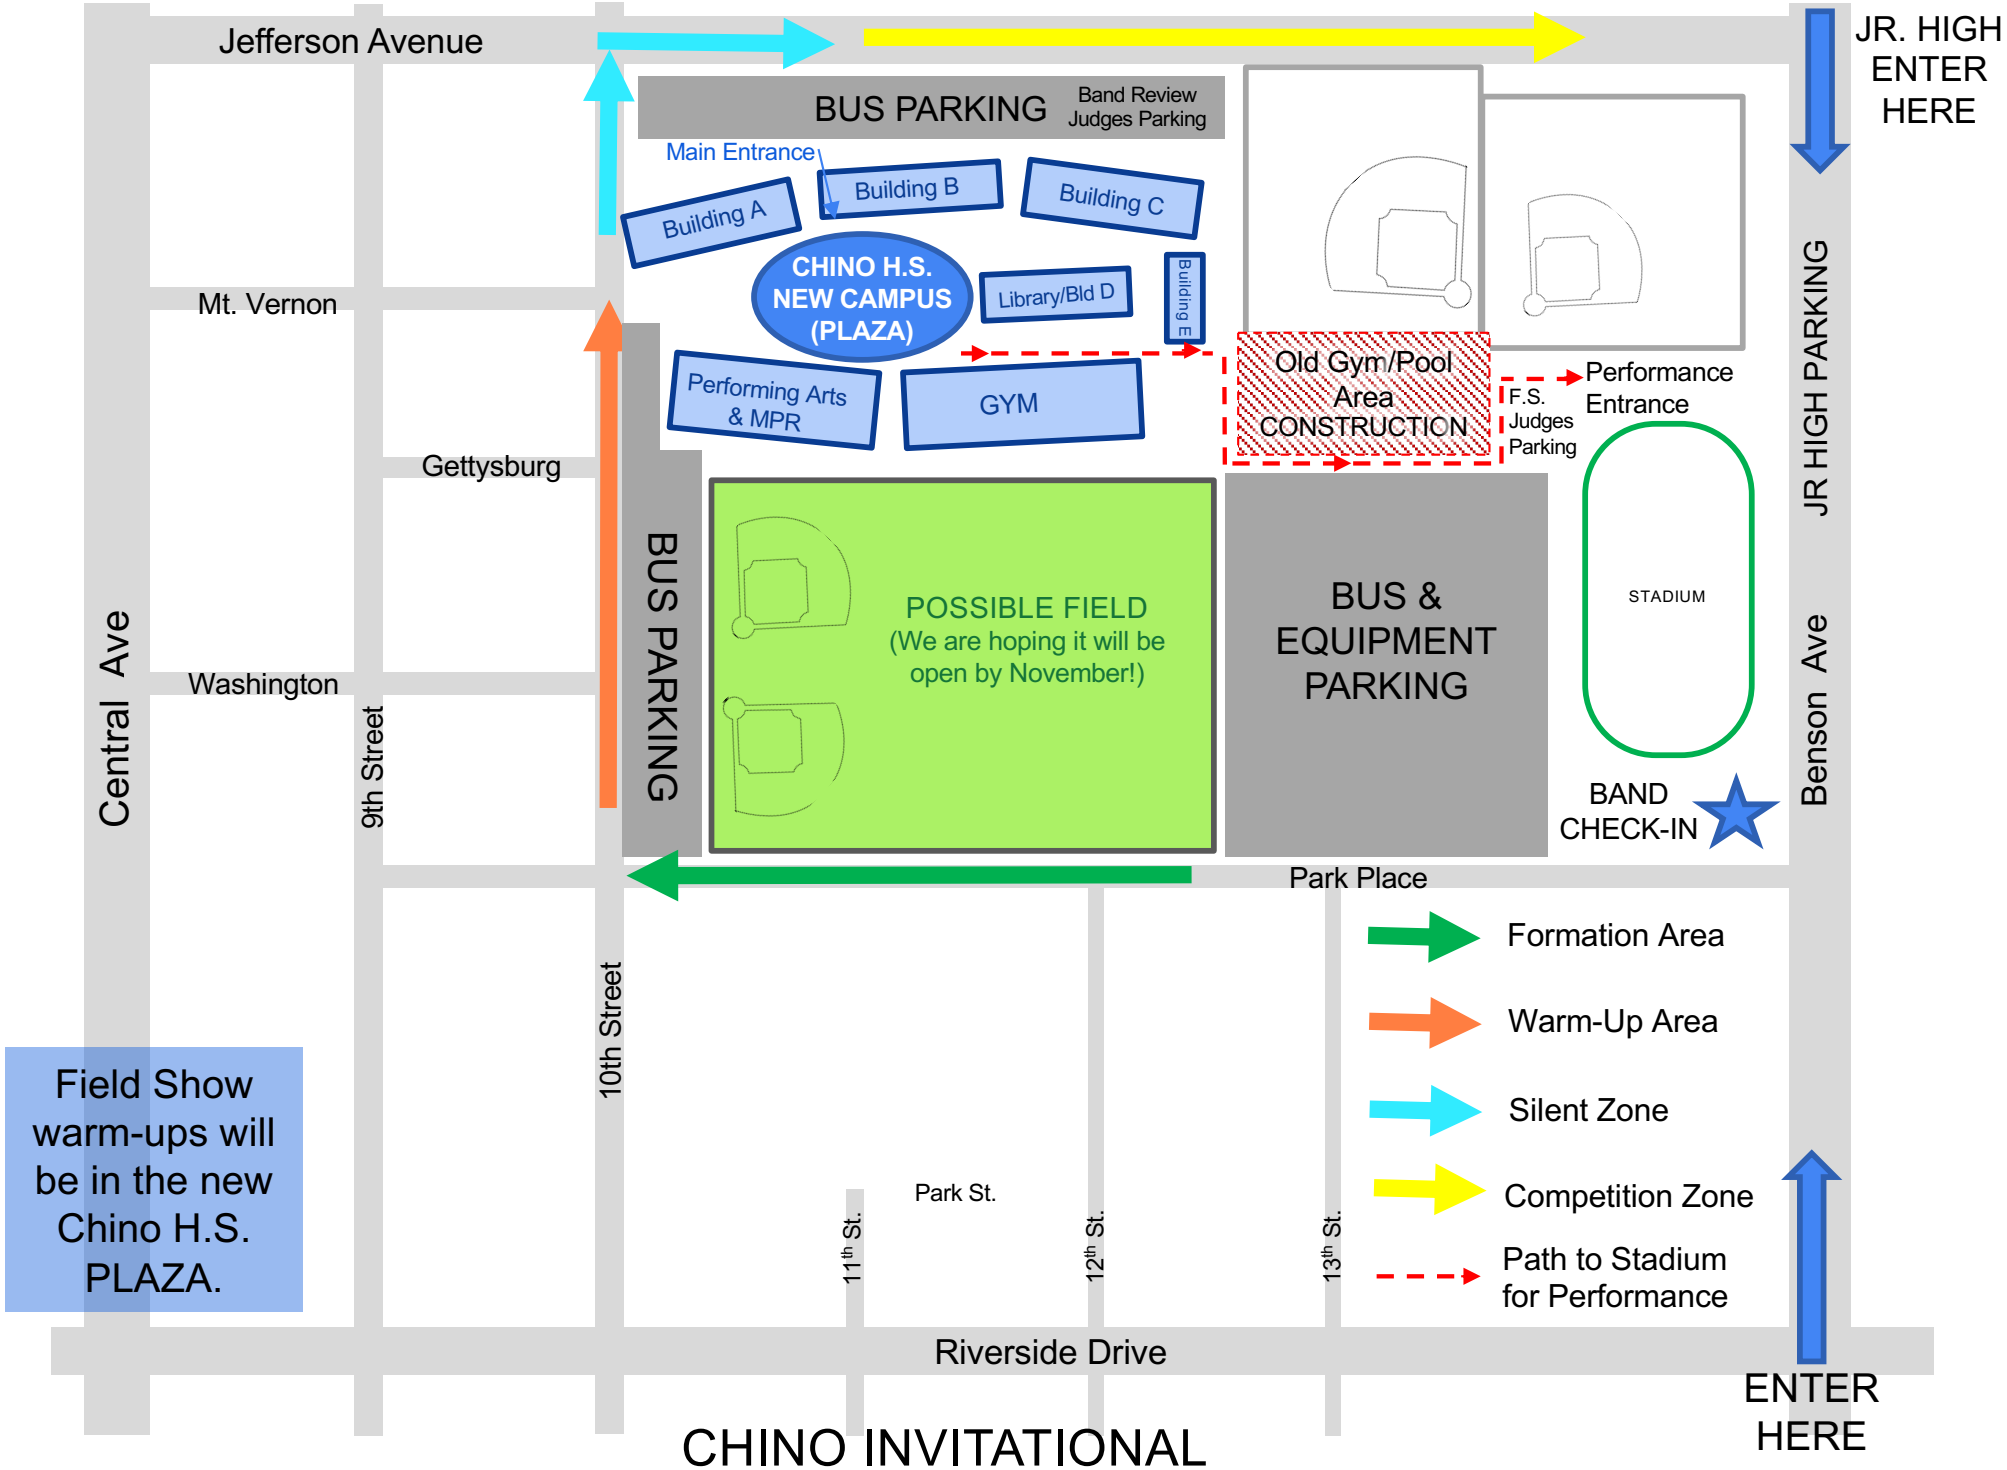 Jefferson Avenue
JR. HIGH
ENTER
HERE
BUS PARKING
Band Review
Judges Parking
Main Entrance
Building A
Building B
Building C
CHINO H.S.
NEW CAMPUS
(PLAZA)
Library/Bld D
Building E
Mt. Vernon
JR HIGH PARKING
Performing Arts
& MPR
GYM
Old Gym/Pool
Area
CONSTRUCTION
Performance
Entrance
F.S.
Judges
Parking
Gettysburg
BUS PARKING
POSSIBLE FIELD
(We are hoping it will be
open by November!)
BUS &
EQUIPMENT
PARKING
STADIUM
Central Ave
Washington
9th Street
Benson Ave
BAND
CHECK-IN
Park Place
Formation Area
10th Street
Warm-Up Area
Field Show
warm-ups will
be in the new
Chino H.S.
PLAZA.
Silent Zone
Park St.
Competition Zone
11th St.
12th St.
13th St.
Path to Stadium
for Performance
Riverside Drive
ENTER
HERE
CHINO INVITATIONAL